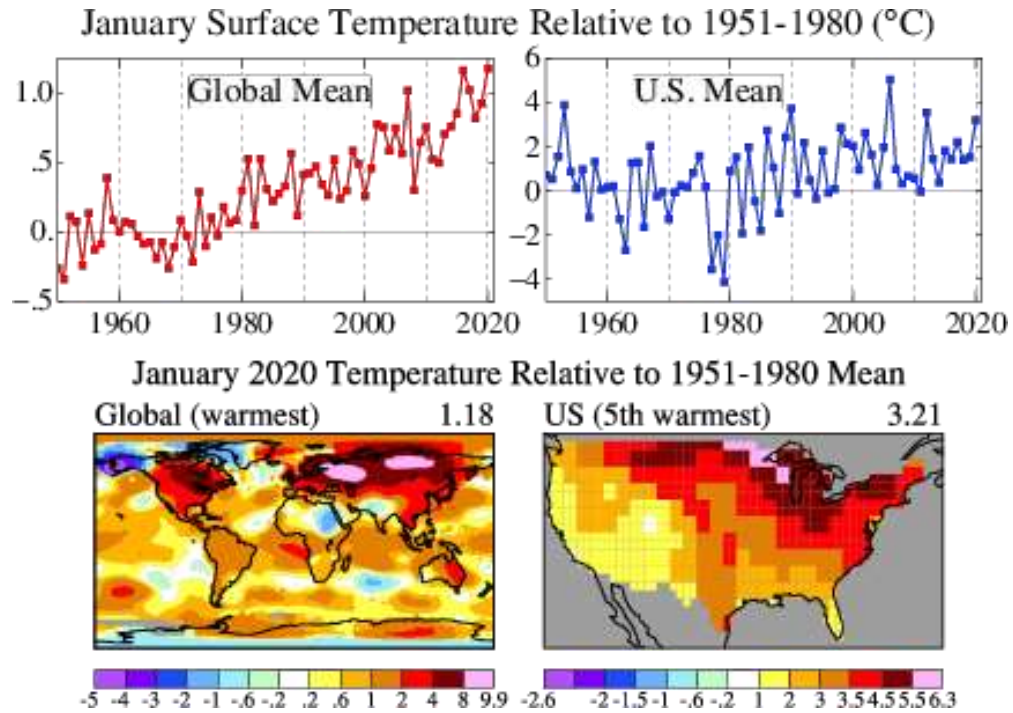 January Surface Temperature Relative to 1951-1980 (°C)
Global Mean
1.0
.5
0.
-.5
1960 1980 2000 2020
U.S. Mean
6
4
2
0
-2
-4
1960 1980 2000 2020
January 2020 Temperature Relative to 1951-1980 Mean
Global (warmest) 1.18
US (5th warmest) 3.21
-5 -4 -3 -2 -1 -.6 -.2 .2 .6 1 2 4 8 9.9
-2.6 -2 -1.5 -1 -.6 -.2 .2 1 2 3 3.5 4.5 5.5 6.3